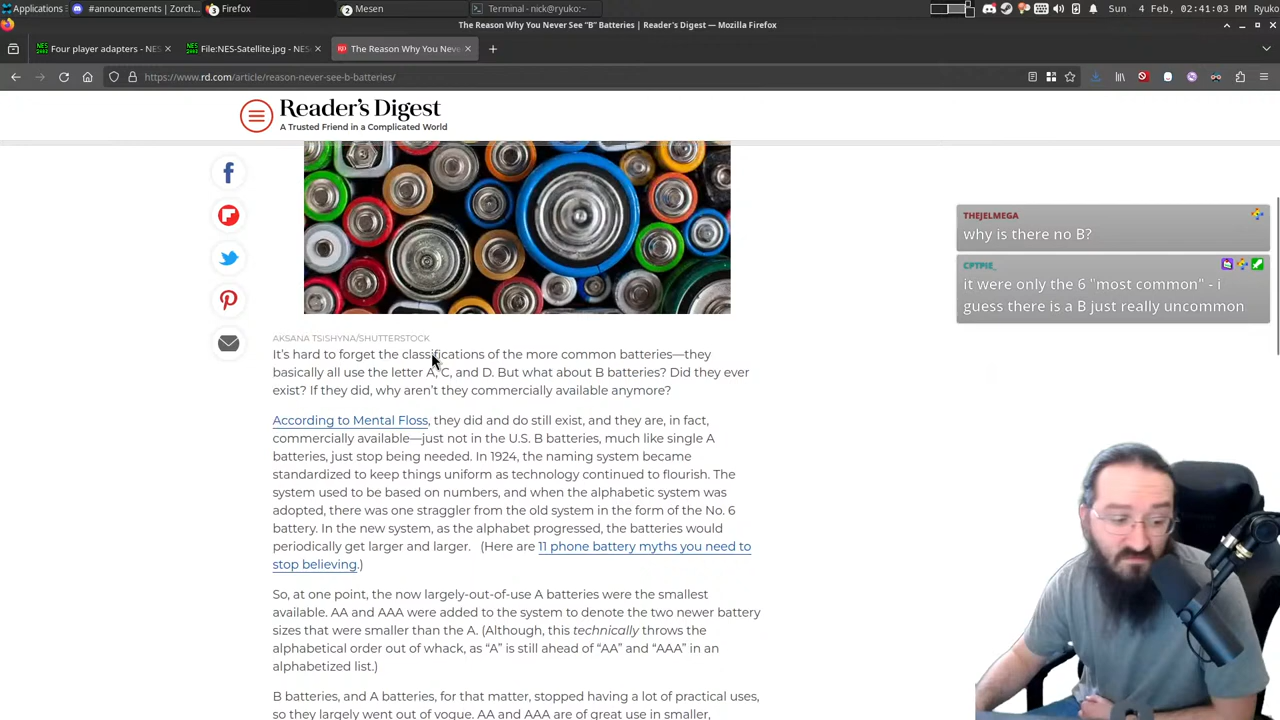 Applications
#announcements | Zorch...
Firefox
2 Mesen
Terminal - nick@ryuko:~
Sun 4 Feb, 02:41:03 PM Ryuko
The Reason Why You Never See “B” Batteries | Reader's Digest — Mozilla Firefox
Four player adapters - NES
File:NES-Satellite.jpg - NES
The Reason Why You Neve
https://www.rd.com/article/reason-never-see-b-batteries/
Reader's Digest
A Trusted Friend in a Complicated World
AKSANA TSISHYNA/SHUTTERSTOCK
It's hard to forget the classifications of the more common batteries—they
basically all use the letter A, C, and D. But what about B batteries? Did they ever
exist? If they did, why aren't they commercially available anymore?
According to Mental Floss, they did and do still exist, and they are, in fact,
commercially available—just not in the U.S. B batteries, much like single A
batteries, just stop being needed. In 1924, the naming system became
standardized to keep things uniform as technology continued to flourish. The
system used to be based on numbers, and when the alphabetic system was
adopted, there was one straggler from the old system in the form of the No. 6
battery. In the new system, as the alphabet progressed, the batteries would
periodically get larger and larger. (Here are 11 phone battery myths you need to
stop believing.)
So, at one point, the now largely-out-of-use A batteries were the smallest
available. AA and AAA were added to the system to denote the two newer battery
sizes that were smaller than the A. (Although, this technically throws the
alphabetical order out of whack, as “A” is still ahead of “AA” and “AAA” in an
alphabetized list.)
B batteries, and A batteries, for that matter, stopped having a lot of practical uses,
so they largely went out of vogue. AA and AAA are of great use in smaller,
THEJELMEGA
why is there no B?
CPTPIE_
it were only the 6 "most common" - i
guess there is a B just really uncommon